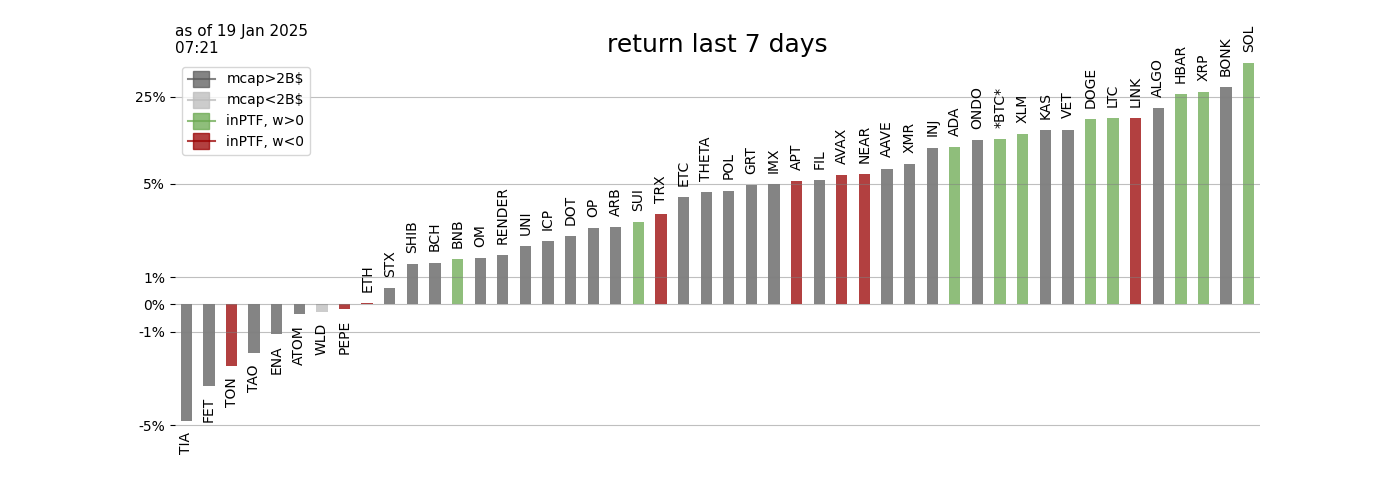 as of 19 Jan 2025
07:21
return last 7 days
mcap>2B$
mcap<2B$
inPTF, w>0
inPTF, w<0
25%
5%
1%
0%
-1%
-5%
TIA
FET
TON
TAO
ENA
ATOM
WLD
PEPE
ETH
STX
SHIB
BCH
BNB
OM
RENDER
UNI
ICP
DOT
OP
ARB
SUI
TRX
ETC
THETA
POL
GRT
IMX
APT
FIL
AVAX
NEAR
AAVE
XMR
INJ
ADA
ONDO
*BTC*
XLM
KAS
VET
DOGE
LTC
LINK
ALGO
HBAR
XRP
BONK
SOL